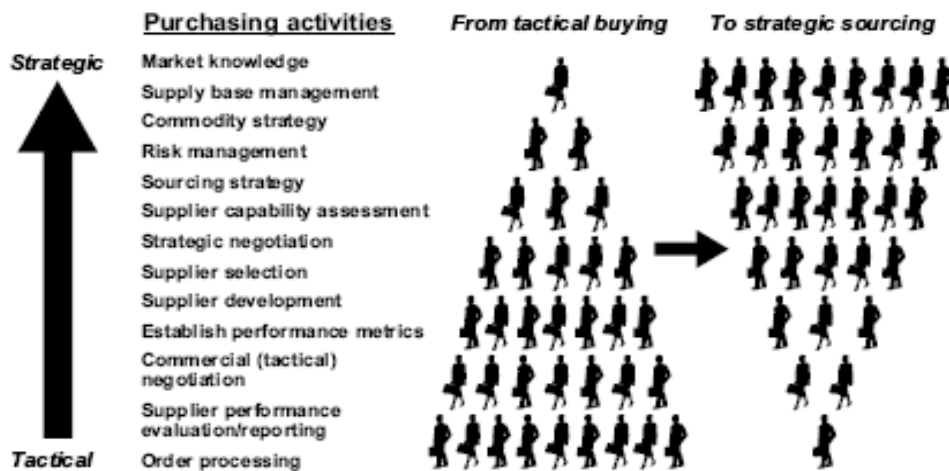 Purchasing activities
From tactical buying
To strategic sourcing
Strategic
Market knowledge
Supply base management
Commodity strategy
Risk management
Sourcing strategy
Supplier capability assessment
Strategic negotiation
Supplier selection
Supplier development
Establish performance metrics
Commercial (tactical)
negotiation
Supplier performance
evaluation/reporting
Tactical
Order processing